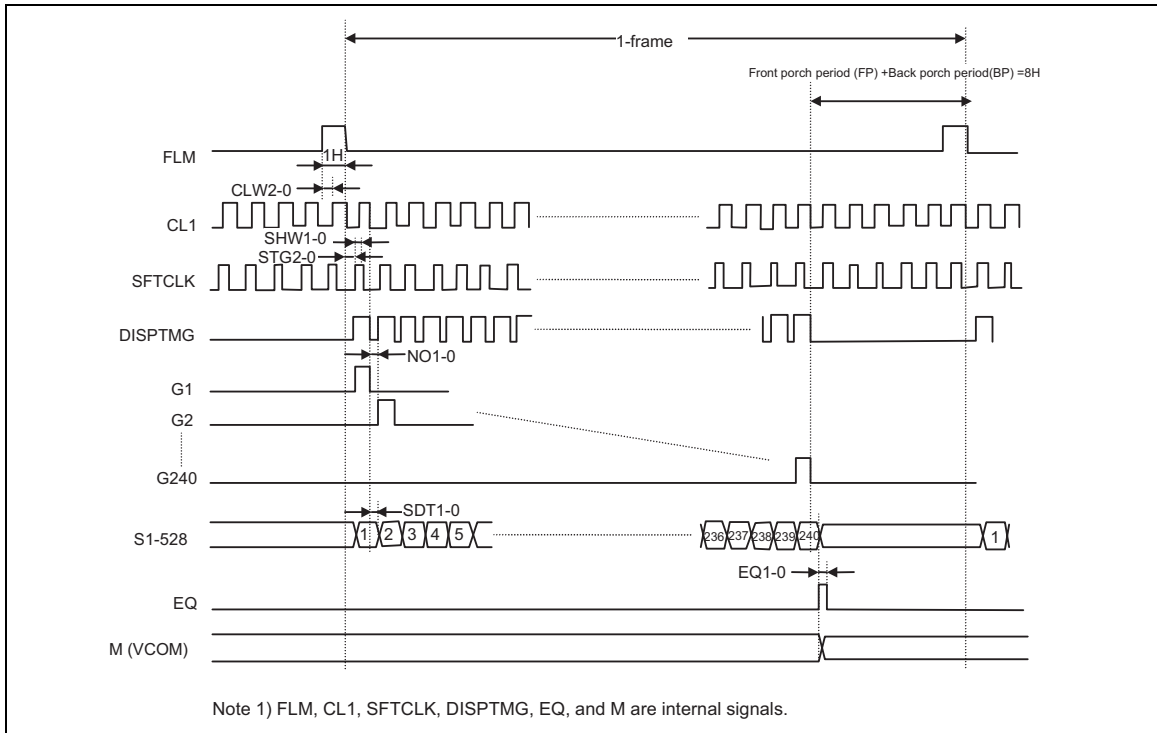 1-frame
Front porch period (FP) +Back porch period(BP) =8H
FLM
1H
CLW2-0
CL1
SHW1-0
STG2-0
SFTCLK
DISPTMG
NO1-0
G1
G2
G240
SDT1-0
S1-528
1 2 3 4 5
236 237 238 239 240
1
EQ1-0
EQ
M (VCOM)
Note 1) FLM, CL1, SFTCLK, DISPTMG, EQ, and M are internal signals.